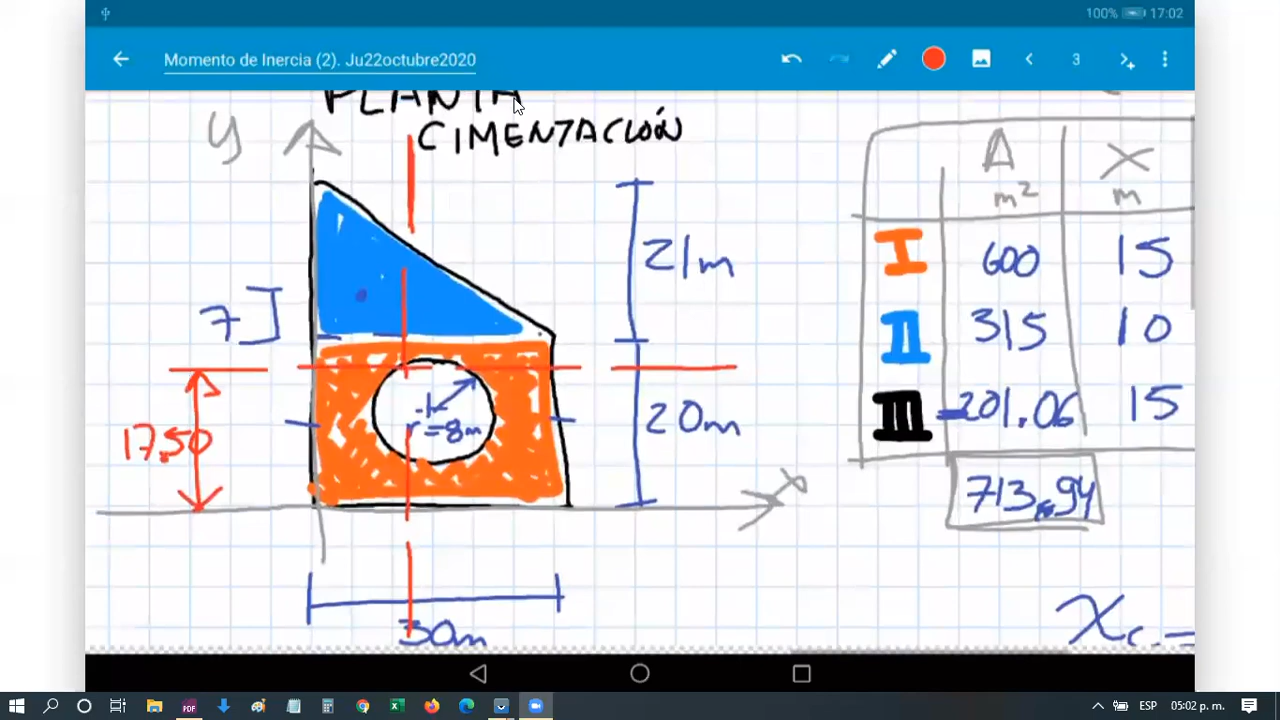 100% 17:02
Momento de Inercia (2). Ju22octubre2020
3
PLANTA
CIMENTACIÓN
y
A
m²
X
m
21m
7
I 600 15
II 315 10
III -201.06 15
r=8m
20m
17.50
713.94
x
30m
Xc.=
ESP 05:02 p. m.